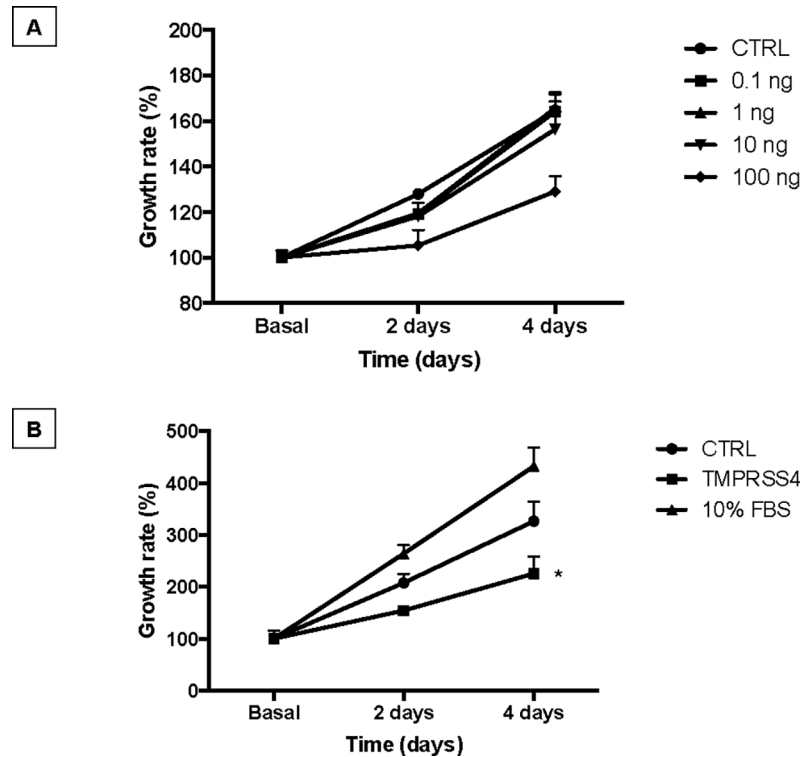 A
200
180
160
140
120
100
80
Growth rate (%)
Basal
2 days
4 days
Time (days)
CTRL
0.1 ng
1 ng
10 ng
100 ng
B
500
400
300
200
100
0
Growth rate (%)
*
Basal
2 days
4 days
Time (days)
CTRL
TMPRSS4
10% FBS